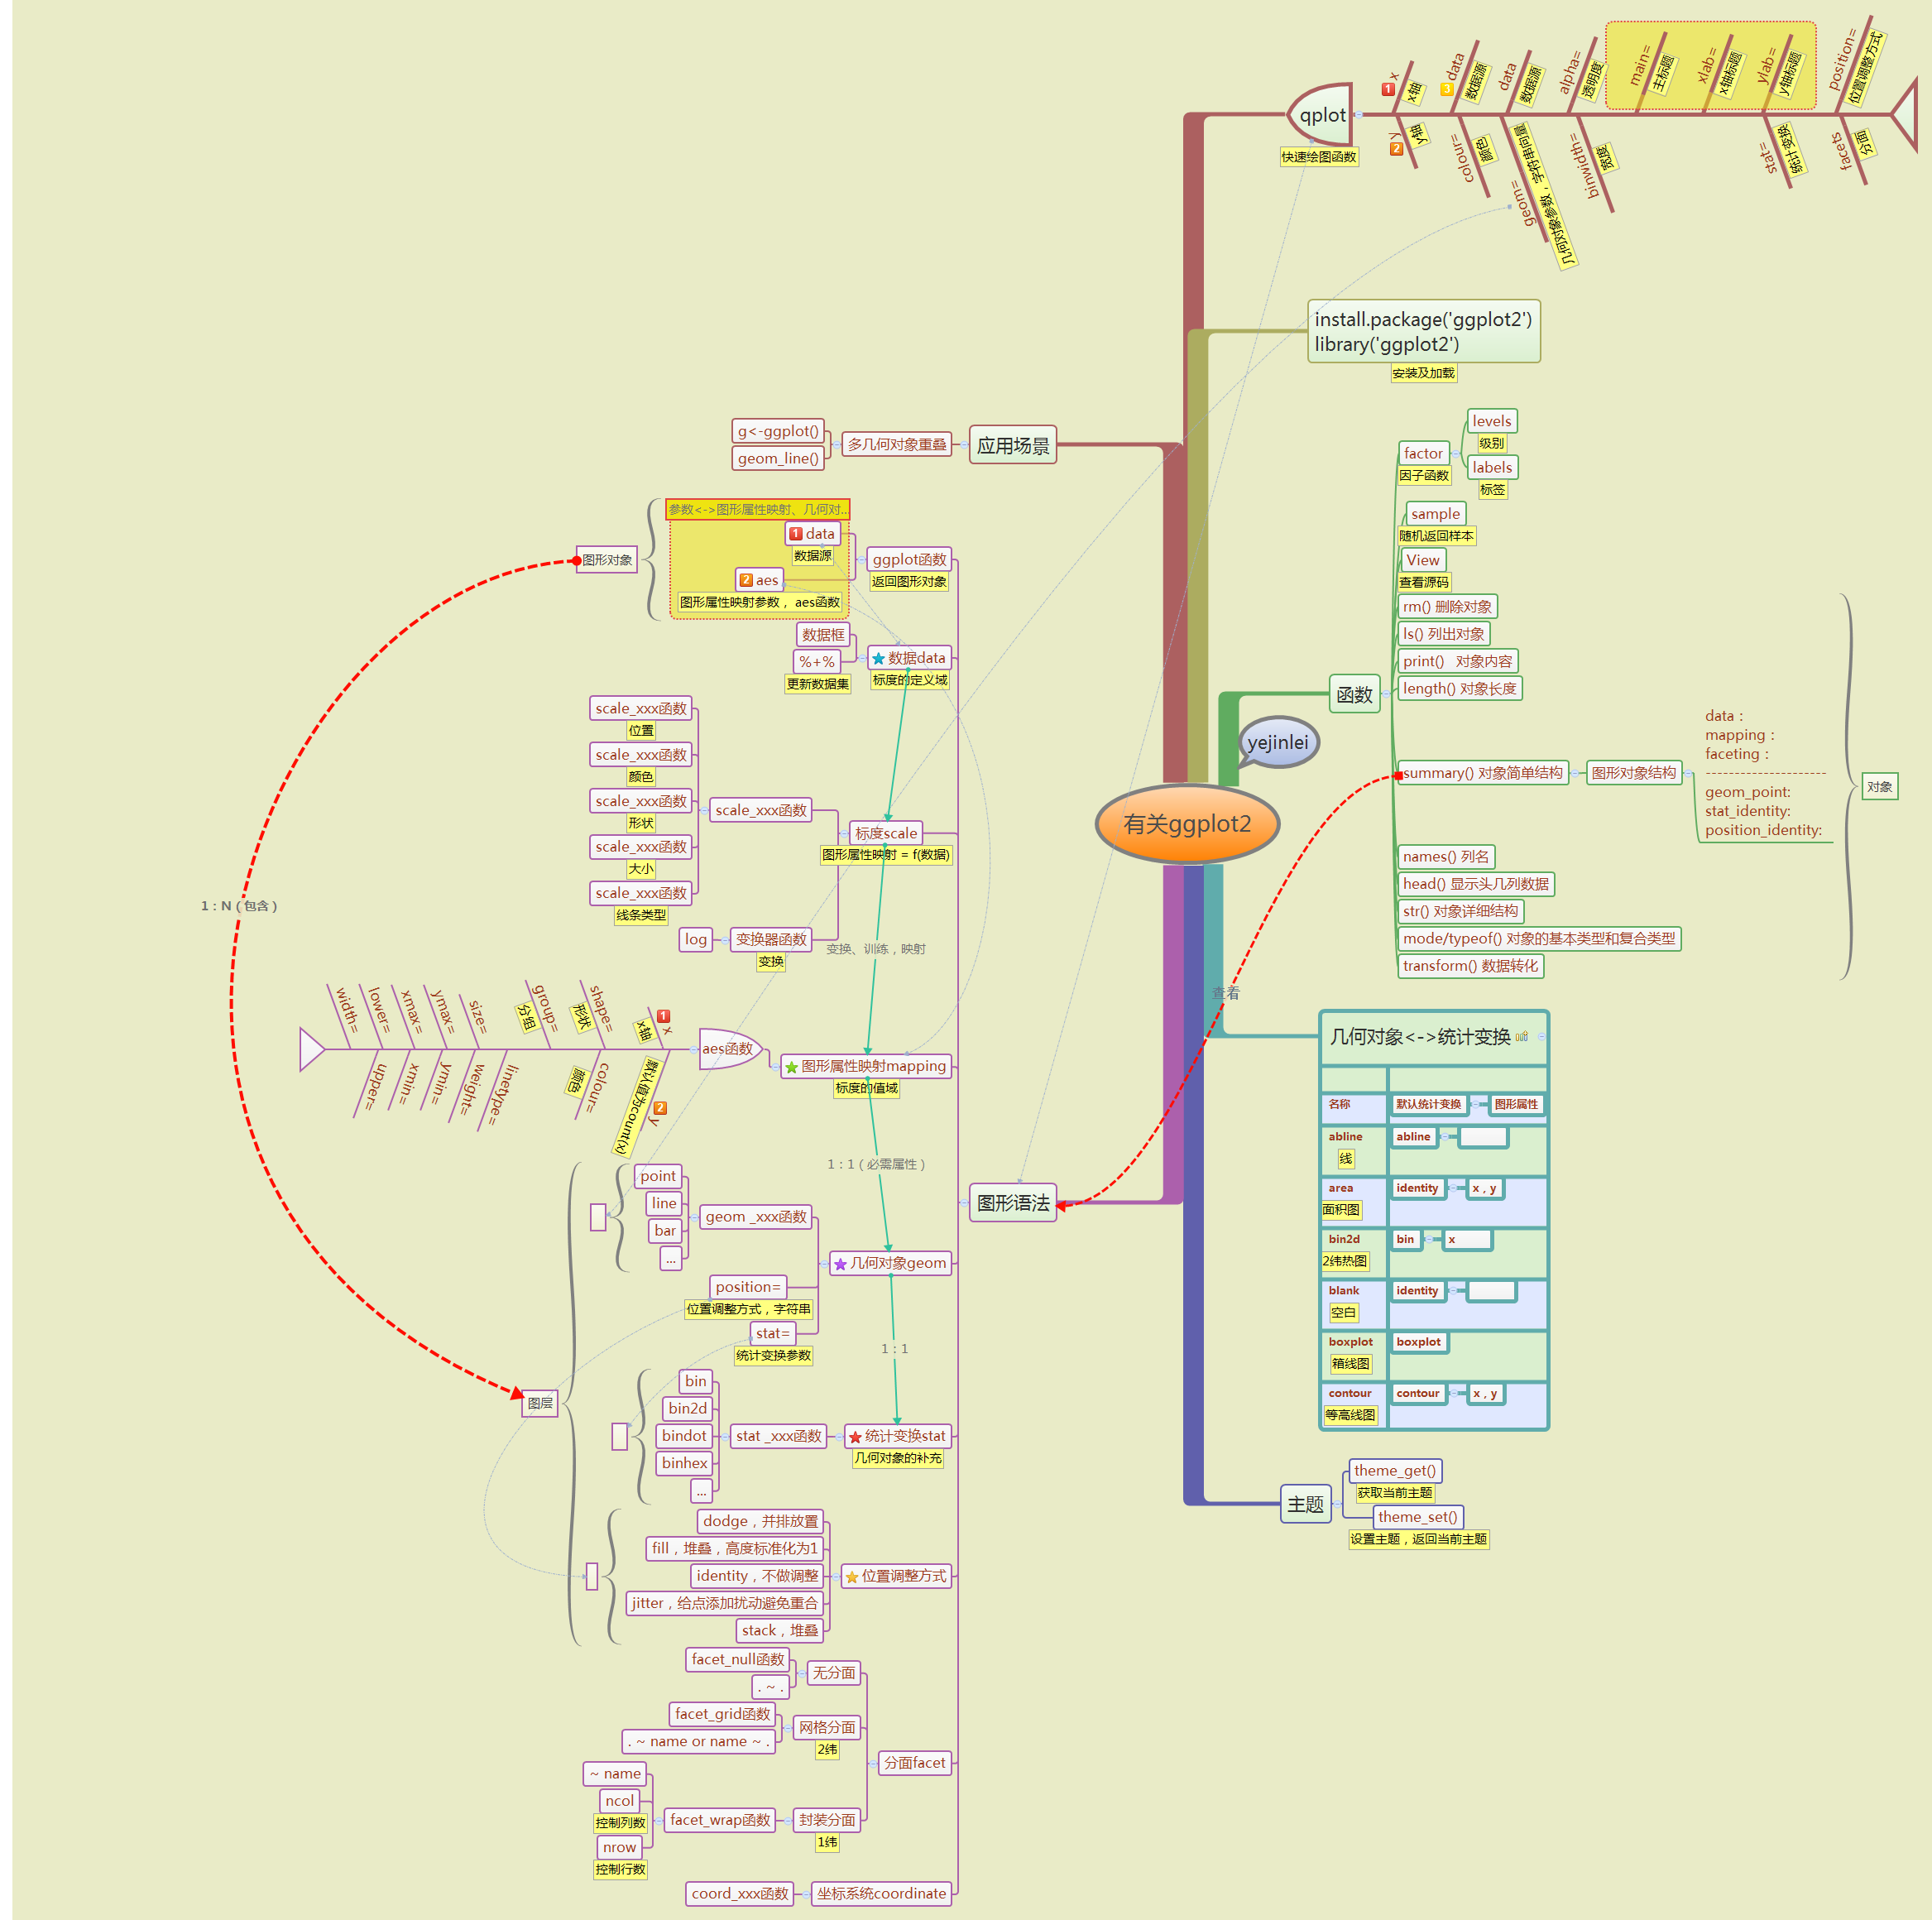 有关ggplot2
yejinlei
qplot
快速绘图函数
1
x
x轴
2
y
y轴
3
data
数据源
colour=
颜色
data
数据源
geom=
几何对象参数，字符串向量
alpha=
透明度
binwidth=
宽度
main=
主标题
xlab=
x轴标题
ylab=
y轴标题
stat=
统计变换
position=
位置调整方式
facets
分面
install.package('ggplot2')
library('ggplot2')
安装及加载
函数
factor
因子函数
levels
级别
labels
标签
sample
随机返回样本
View
查看源码
rm() 删除对象
ls() 列出对象
print() 对象内容
length() 对象长度
summary() 对象简单结构
图形对象结构
data：
mapping：
faceting：
--------------------
geom_point:
stat_identity:
position_identity:
names() 列名
head() 显示头几列数据
str() 对象详细结构
mode/typeof() 对象的基本类型和复合类型
transform() 数据转化
对象
几何对象<->统计变换
名称
默认统计变换
图形属性
abline
线
abline
area
面积图
identity
x , y
bin2d
2纬热图
bin
x
blank
空白
identity
boxplot
箱线图
boxplot
contour
等高线图
contour
x , y
主题
theme_get()
获取当前主题
theme_set()
设置主题，返回当前主题
应用场景
多几何对象重叠
g<-ggplot()
geom_line()
图形语法
查看
ggplot函数
返回图形对象
参数<->图形属性映射、几何对...
1 data
数据源
2 aes
图形属性映射参数， aes函数
图形对象
数据data
标度的定义域
数据框
%+%
更新数据集
标度scale
图形属性映射 = f(数据)
scale_xxx函数
scale_xxx函数
位置
scale_xxx函数
颜色
scale_xxx函数
形状
scale_xxx函数
大小
scale_xxx函数
线条类型
变换器函数
变换
log
变换、训练，映射
图形属性映射mapping
标度的值域
aes函数
1
x
x轴
2
y
默认值为count(x)
shape=
形状
colour=
颜色
group=
分组
linetype=
size=
weight=
ymax=
ymin=
xmax=
xmin=
lower=
upper=
width=
1：N（包含）
1：1（必需属性）
几何对象geom
geom _xxx函数
point
line
bar
...
position=
位置调整方式，字符串
stat=
统计变换参数
1：1
图层
统计变换stat
几何对象的补充
stat _xxx函数
bin
bin2d
bindot
binhex
...
位置调整方式
dodge，并排放置
fill，堆叠，高度标准化为1
identity，不做调整
jitter，给点添加扰动避免重合
stack，堆叠
分面facet
无分面
facet_null函数
. ~ .
网格分面
2纬
facet_grid函数
. ~ name or name ~ .
封装分面
1纬
facet_wrap函数
~ name
ncol
控制列数
nrow
控制行数
坐标系统coordinate
coord_xxx函数